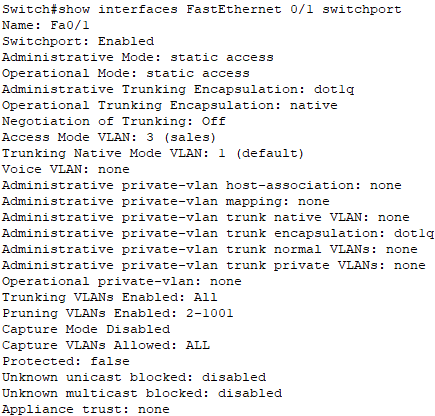 Switch#show interfaces FastEthernet 0/1 switchport
Name: Fa0/1
Switchport: Enabled
Administrative Mode: static access
Operational Mode: static access
Administrative Trunking Encapsulation: dot1q
Operational Trunking Encapsulation: native
Negotiation of Trunking: Off
Access Mode VLAN: 3 (sales)
Trunking Native Mode VLAN: 1 (default)
Voice VLAN: none
Administrative private-vlan host-association: none
Administrative private-vlan mapping: none
Administrative private-vlan trunk native VLAN: none
Administrative private-vlan trunk encapsulation: dot1q
Administrative private-vlan trunk normal VLANs: none
Administrative private-vlan trunk private VLANs: none
Operational private-vlan: none
Trunking VLANs Enabled: All
Pruning VLANs Enabled: 2-1001
Capture Mode Disabled
Capture VLANs Allowed: ALL
Protected: false
Unknown unicast blocked: disabled
Unknown multicast blocked: disabled
Appliance trust: none